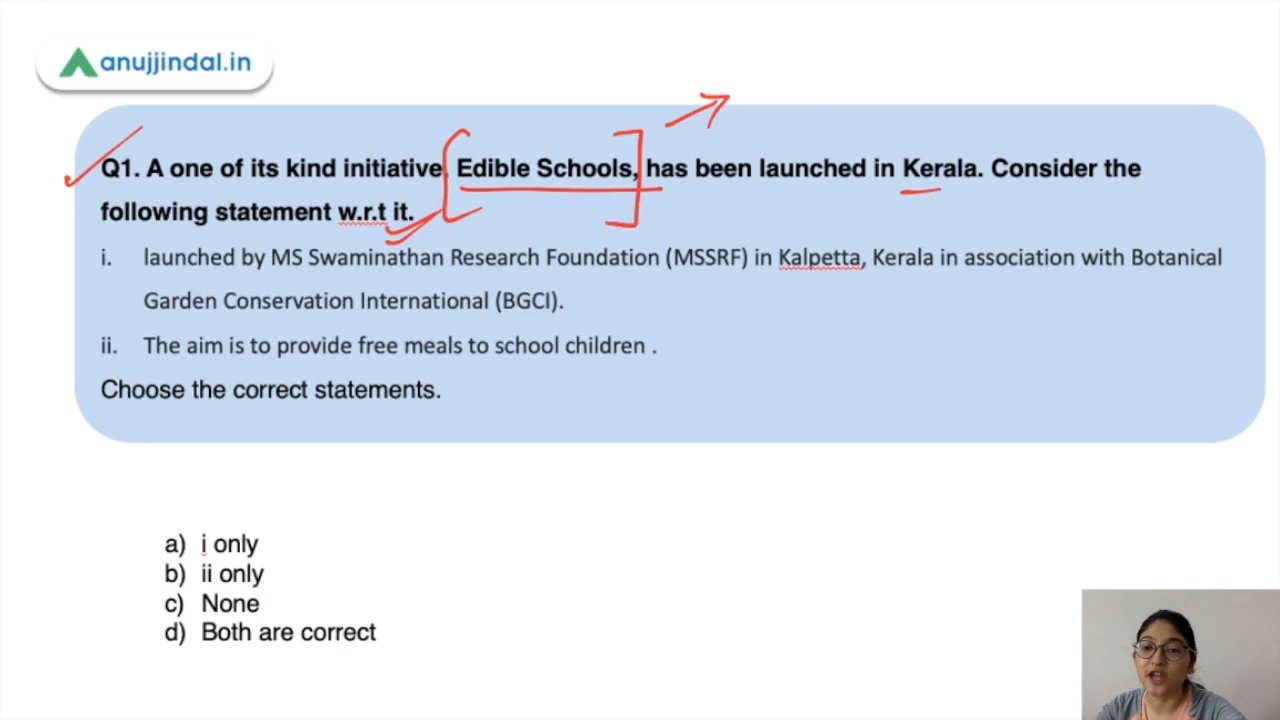 anujjindal.in
Q1. A one of its kind initiative, Edible Schools, has been launched in Kerala. Consider the
following statement w.r.t it.
i. launched by MS Swaminathan Research Foundation (MSSRF) in Kalpetta, Kerala in association with Botanical
Garden Conservation International (BGCI).
ii. The aim is to provide free meals to school children .
Choose the correct statements.
a) i only
b) ii only
c) None
d) Both are correct